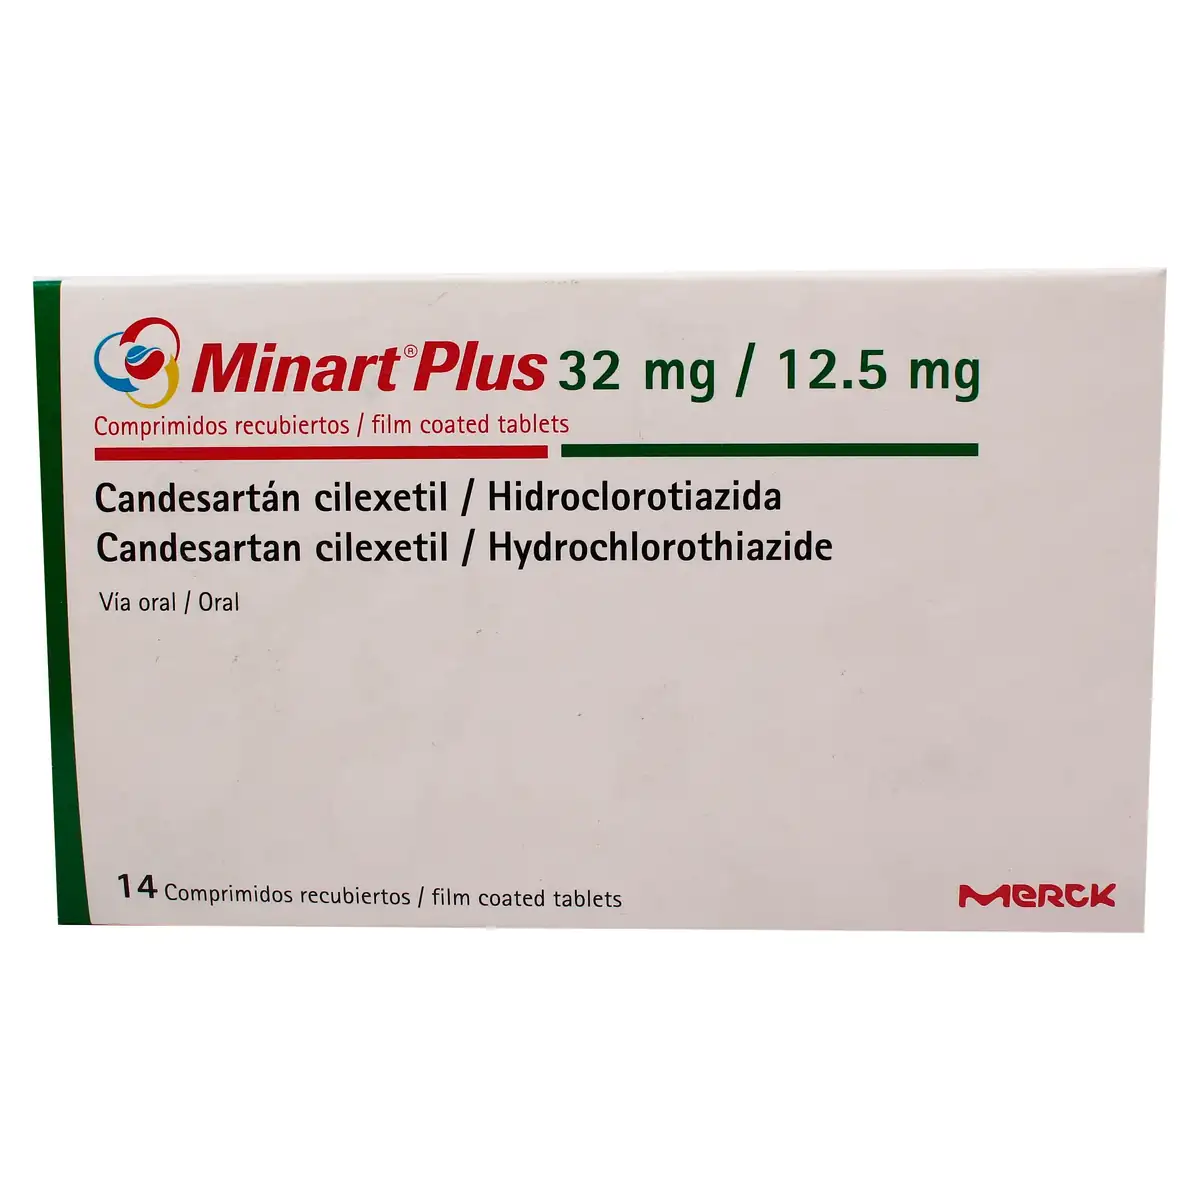 Minart® Plus 32 mg / 12.5 mg
Comprimidos recubiertos / film coated tablets
Candesartán cilexetil / Hidroclorotiazida
Candesartan cilexetil / Hydrochlorothiazide
Vía oral / Oral
14 Comprimidos recubiertos / film coated tablets
MERCK